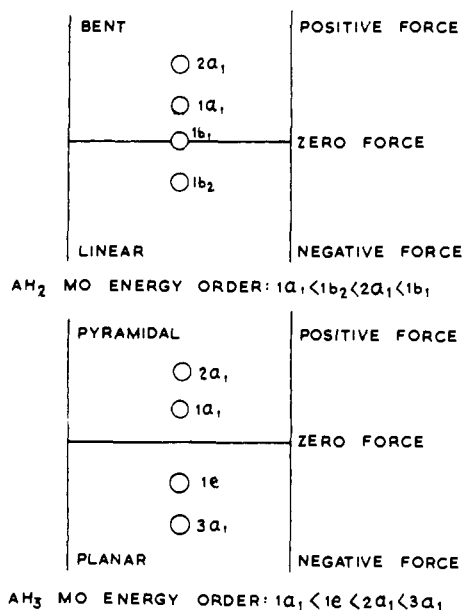 BENT POSITIVE FORCE
2a₁
1a₁
1b₁
ZERO FORCE
1b₂
LINEAR NEGATIVE FORCE
AH₂ MO ENERGY ORDER: 1a₁<1b₂<2a₁<1b₁
PYRAMIDAL POSITIVE FORCE
2a₁
1a₁
ZERO FORCE
1e
3a₁
PLANAR NEGATIVE FORCE
AH₃ MO ENERGY ORDER: 1a₁<1e<2a₁<3a₁